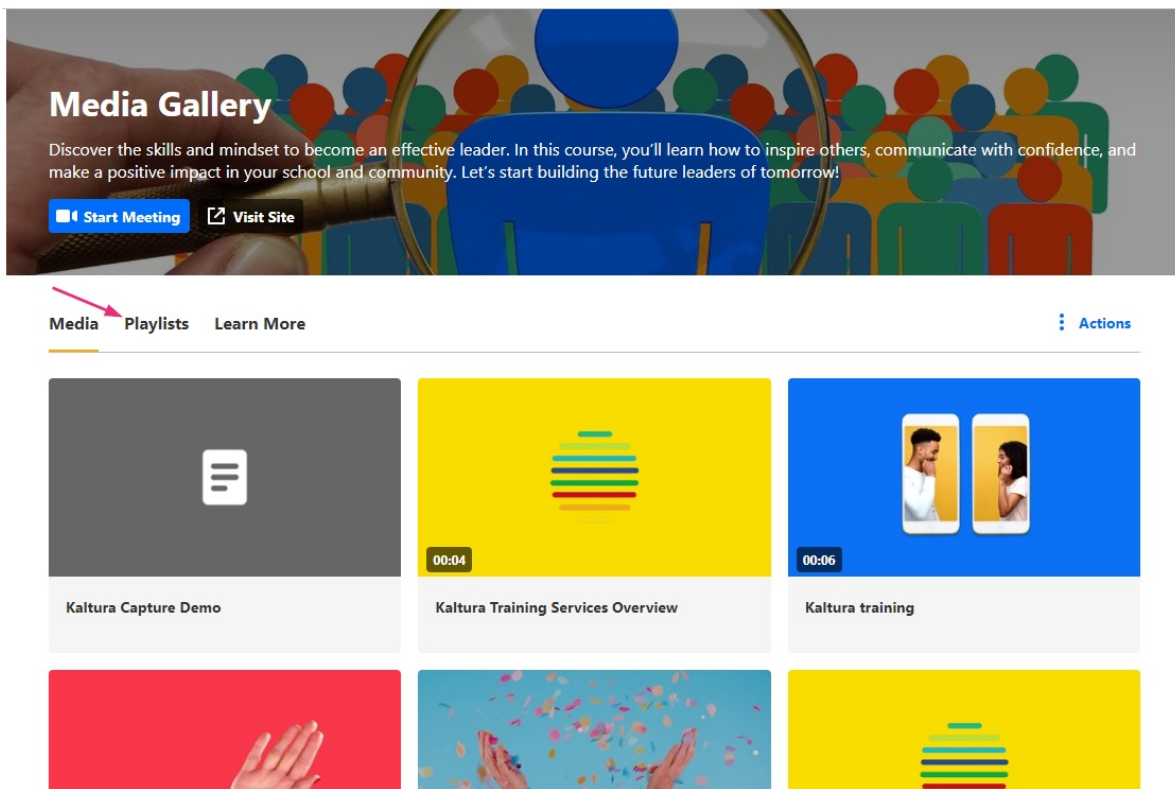 Media Gallery
Discover the skills and mindset to become an effective leader. In this course, you'll learn how to inspire others, communicate with confidence, and
make a positive impact in your school and community. Let's start building the future leaders of tomorrow!
Start Meeting Visit Site
Media Playlists Learn More Actions
00:04 00:06
Kaltura Capture Demo Kaltura Training Services Overview Kaltura training